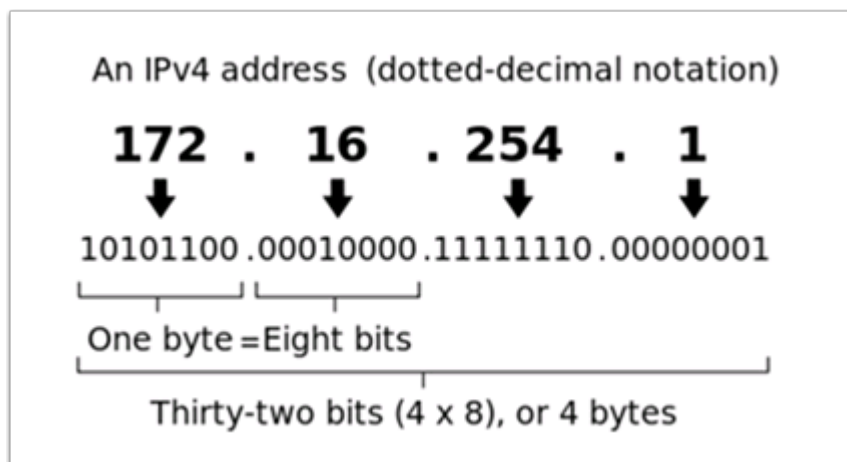 An IPv4 address (dotted-decimal notation)
172 . 16 . 254 . 1
10101100 .00010000 .11111110 .00000001
One byte =Eight bits
Thirty-two bits (4 x 8), or 4 bytes